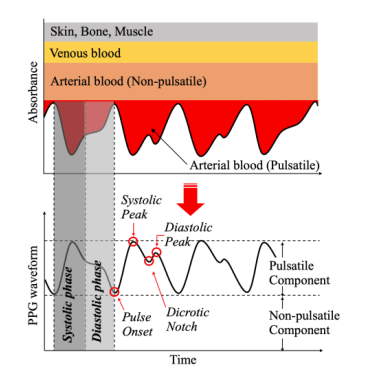 Skin, Bone, Muscle
Venous blood
Arterial blood (Non-pulsatile)
Absorbance
Arterial blood (Pulsatile)
Systolic
Peak
Diastolic
Peak
PPG waveform
Systolic phase
Diastolic phase
Pulsatile
Component
Pulse
Onset
Dicrotic
Notch
Non-pulsatile
Component
Time